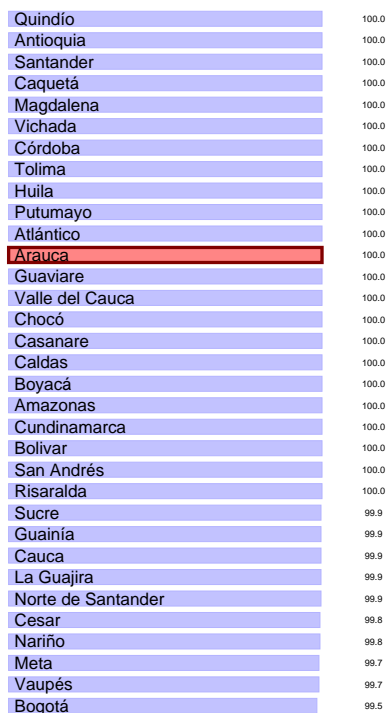 Quindío 100.0
Antioquia 100.0
Santander 100.0
Caquetá 100.0
Magdalena 100.0
Vichada 100.0
Córdoba 100.0
Tolima 100.0
Huila 100.0
Putumayo 100.0
Atlántico 100.0
Arauca 100.0
Guaviare 100.0
Valle del Cauca 100.0
Chocó 100.0
Casanare 100.0
Caldas 100.0
Boyacá 100.0
Amazonas 100.0
Cundinamarca 100.0
Bolivar 100.0
San Andrés 100.0
Risaralda 100.0
Sucre 99.9
Guainía 99.9
Cauca 99.9
La Guajira 99.9
Norte de Santander 99.9
Cesar 99.8
Nariño 99.8
Meta 99.7
Vaupés 99.7
Bogotá 99.5